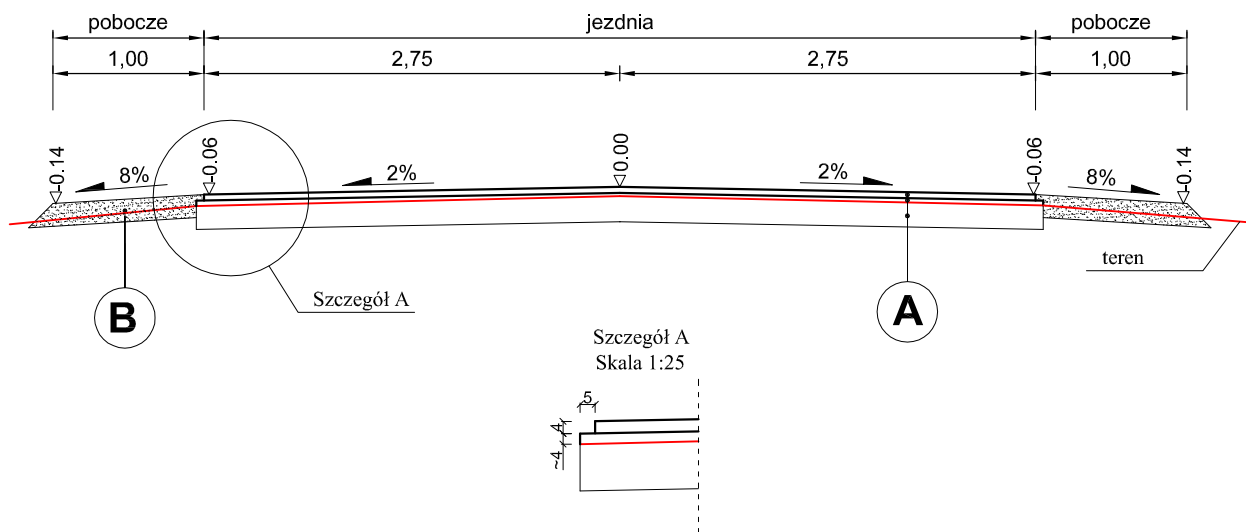 pobocze jezdnia pobocze
1,00 2,75 2,75 1,00
-0.14 8% -0.06 2% 0.00 2% -0.06 8% -0.14
teren
B Szczegół A A
Szczegół A
Skala 1:25
5
4
~4